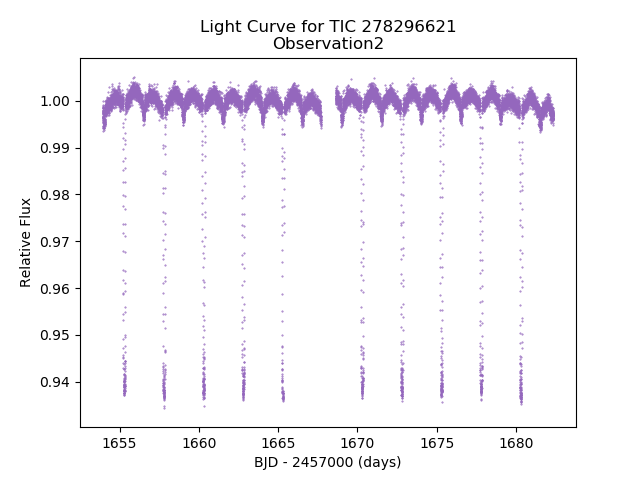 Light Curve for TIC 278296621
Observation2
Relative Flux
1.00
0.99
0.98
0.97
0.96
0.95
0.94
1655 1660 1665 1670 1675 1680
BJD - 2457000 (days)